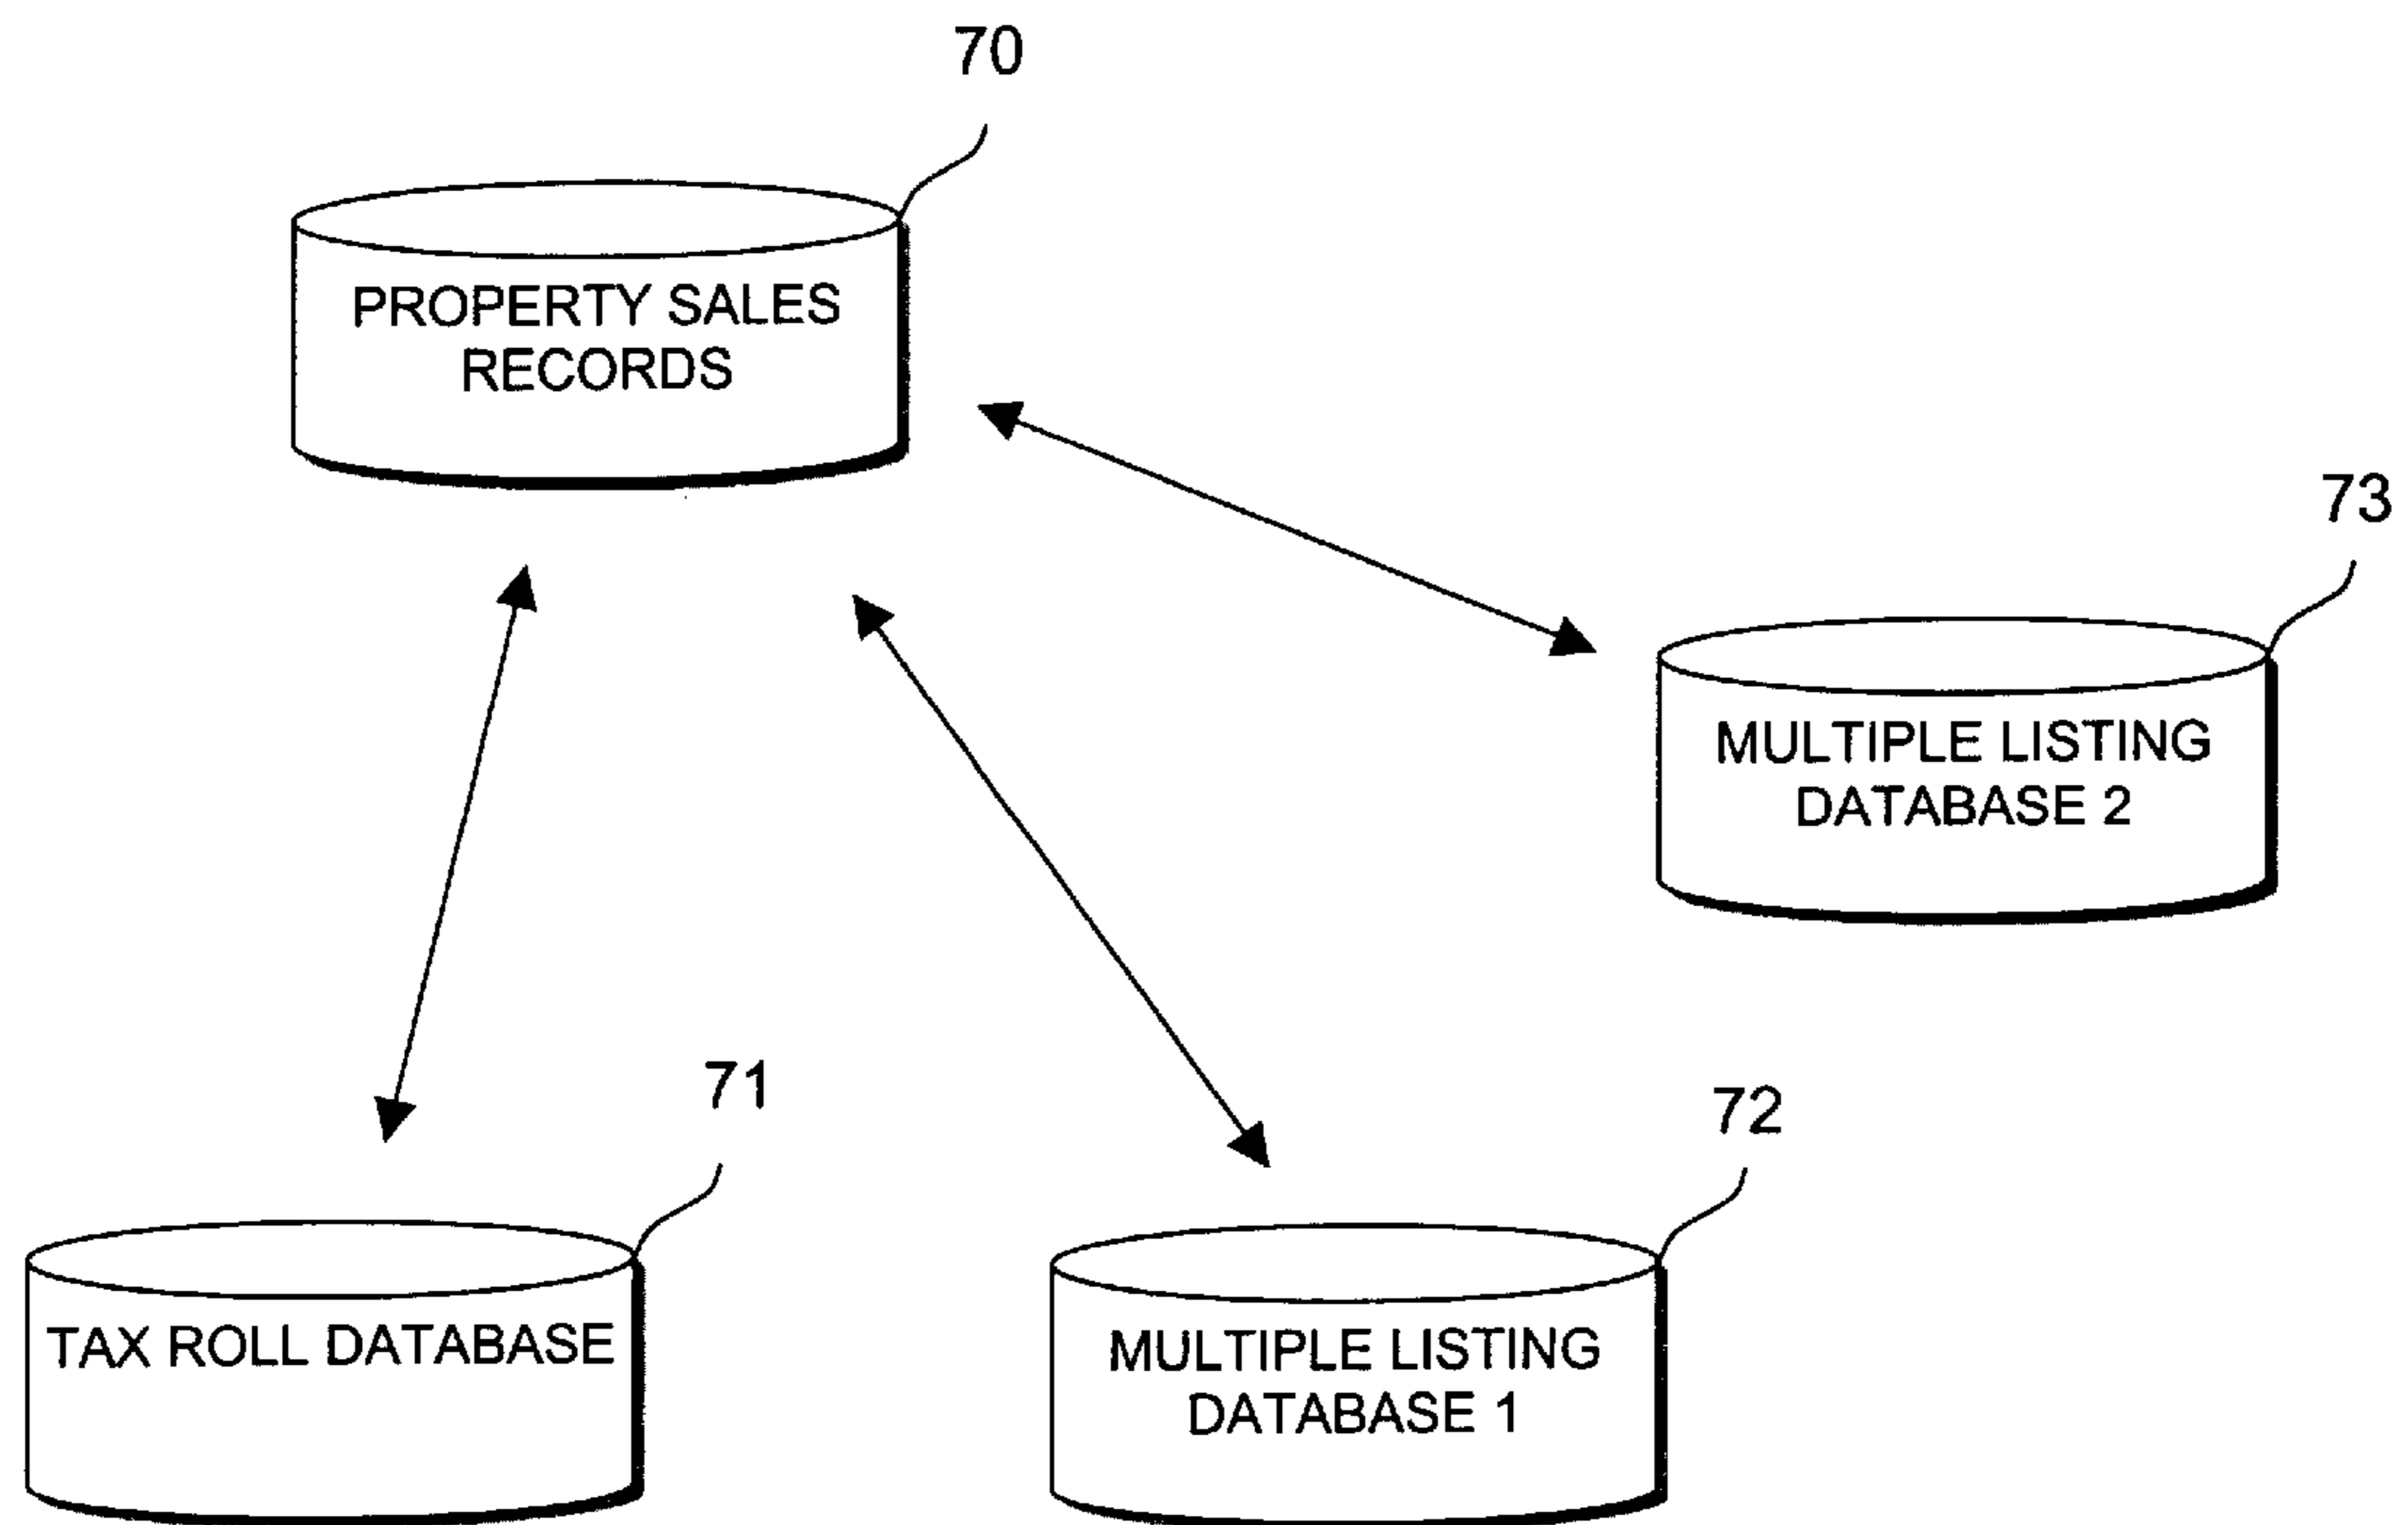 70
PROPERTY SALES
RECORDS
73
MULTIPLE LISTING
DATABASE 2
71
TAX ROLL DATABASE
72
MULTIPLE LISTING
DATABASE 1